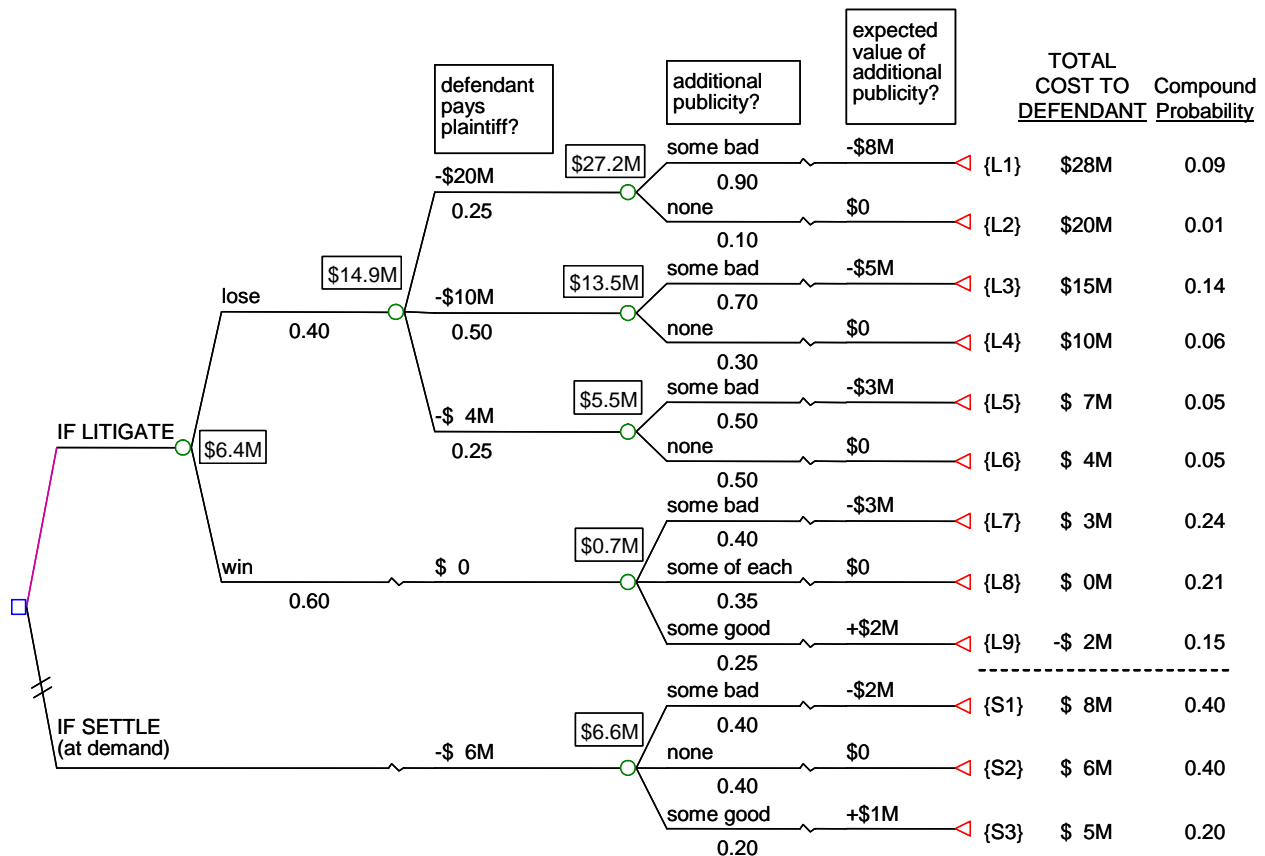 expected
value of
additional
publicity?
defendant
pays
plaintiff?
additional
publicity?
TOTAL
COST TO
DEFENDANT
Compound
Probability
some bad
-$8M
0.90
{L1} $28M 0.09
$27.2M
-$20M
0.25
none
$0
0.10
{L2} $20M 0.01
some bad
-$5M
0.70
{L3} $15M 0.14
$14.9M
$13.5M
lose
0.40
-$10M
0.50
none
$0
0.30
{L4} $10M 0.06
some bad
-$3M
0.50
{L5} $ 7M 0.05
$5.5M
-$ 4M
0.25
none
$0
0.50
{L6} $ 4M 0.05
IF LITIGATE
$6.4M
some bad
-$3M
0.40
{L7} $ 3M 0.24
$0.7M
win
0.60
$ 0
some of each
$0
0.35
{L8} $ 0M 0.21
some good
+$2M
0.25
{L9} -$ 2M 0.15
some bad
-$2M
0.40
{S1} $ 8M 0.40
IF SETTLE
(at demand)
-$ 6M
$6.6M
none
$0
0.40
{S2} $ 6M 0.40
some good
+$1M
0.20
{S3} $ 5M 0.20